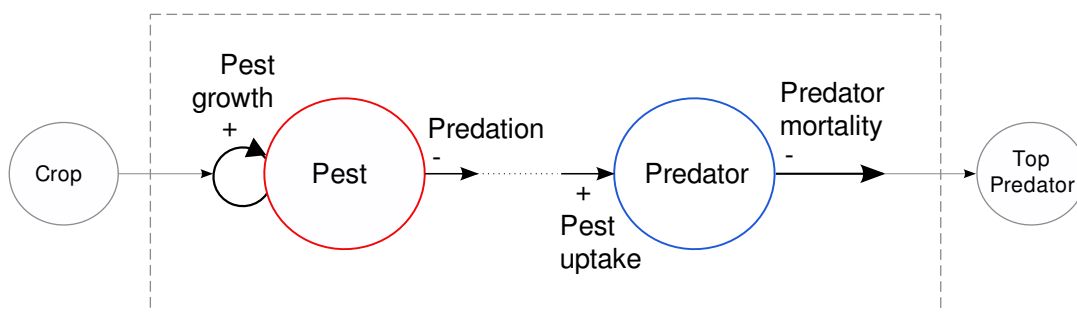 Pest
growth
+
Crop
Pest
Predation
-
+
Pest
uptake
Predator
Predator
mortality
-
Top
Predator